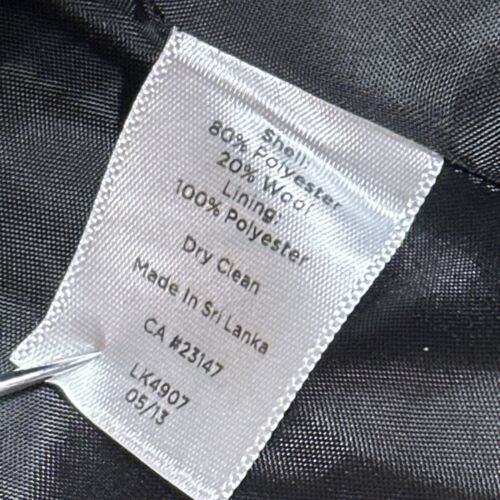 Shell:
80% Polyester
20% Wool
Lining:
100% Polyester
Dry Clean
Made In Sri Lanka
CA #23147
LK4907
05/13